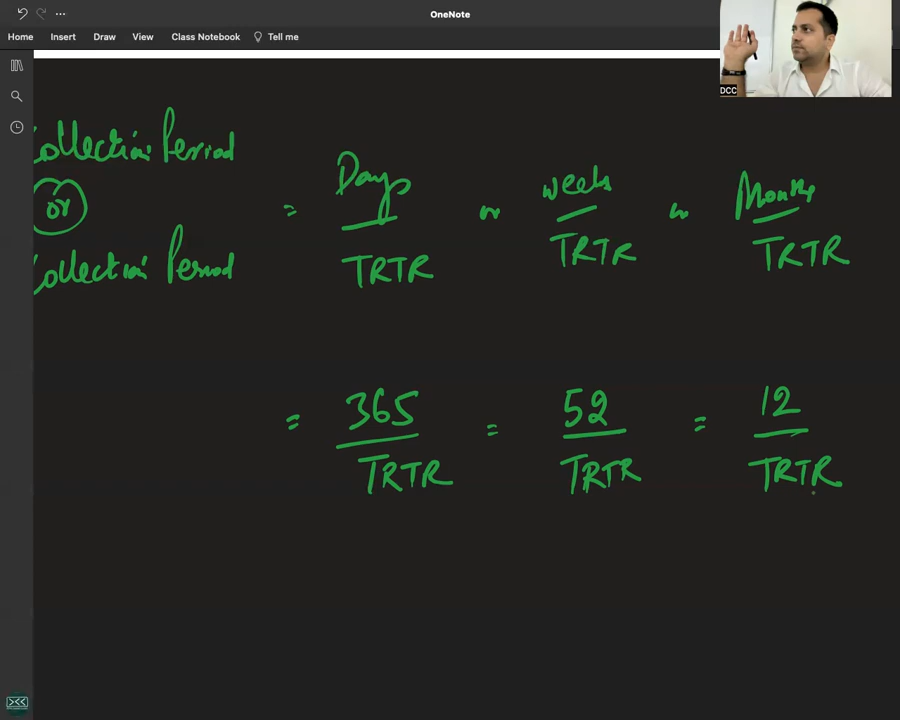 OneNote
Home Insert Draw View Class Notebook Tell me
DCC
Collection Period
or
Collection Period
= Days / TRTR or weeks / TRTR or Months / TRTR
= 365 / TRTR = 52 / TRTR = 12 / TRTR